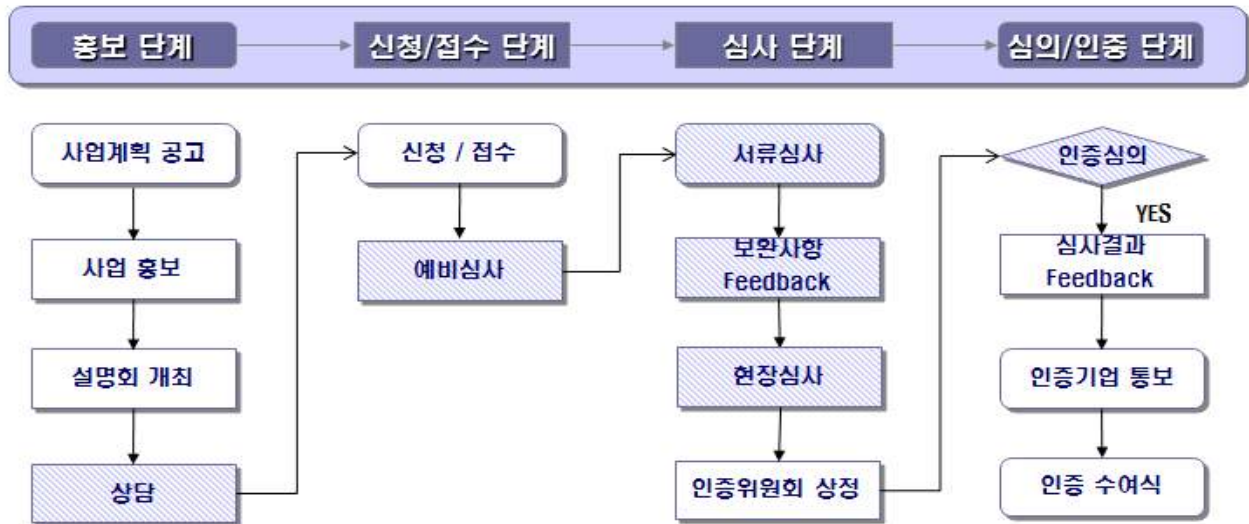 홍보 단계
신청/접수 단계
심사 단계
심의/인증 단계
사업계획 공고
사업 홍보
설명회 개최
상담
신청 / 접수
예비심사
서류심사
보완사항
Feedback
현장심사
인증위원회 상정
인증심의
YES
심사결과
Feedback
인증기업 통보
인증 수여식